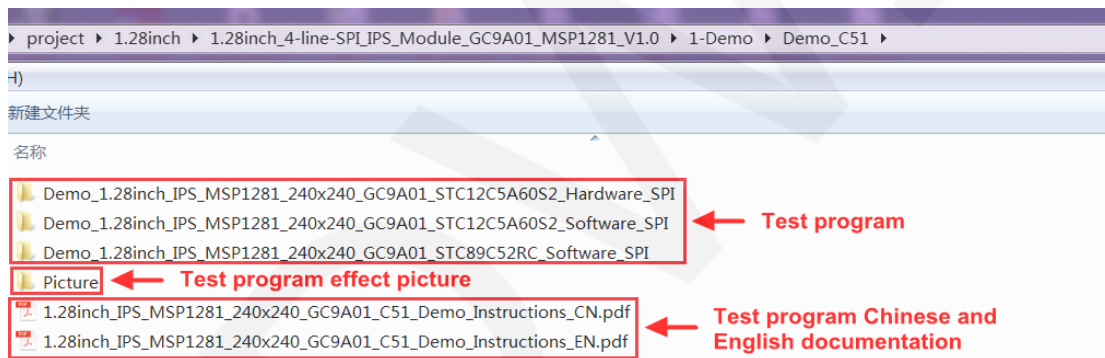 project ▸ 1.28inch ▸ 1.28inch_4-line-SPI_IPS_Module_GC9A01_MSP1281_V1.0 ▸ 1-Demo ▸ Demo_C51 ▸
H)
新建文件夹
名称
Demo_1.28inch_IPS_MSP1281_240x240_GC9A01_STC12C5A60S2_Hardware_SPI
Demo_1.28inch_IPS_MSP1281_240x240_GC9A01_STC12C5A60S2_Software_SPI
Test program
Demo_1.28inch_IPS_MSP1281_240x240_GC9A01_STC89C52RC_Software_SPI
Picture Test program effect picture
1.28inch_IPS_MSP1281_240x240_GC9A01_C51_Demo_Instructions_CN.pdf
1.28inch_IPS_MSP1281_240x240_GC9A01_C51_Demo_Instructions_EN.pdf
Test program Chinese and
English documentation